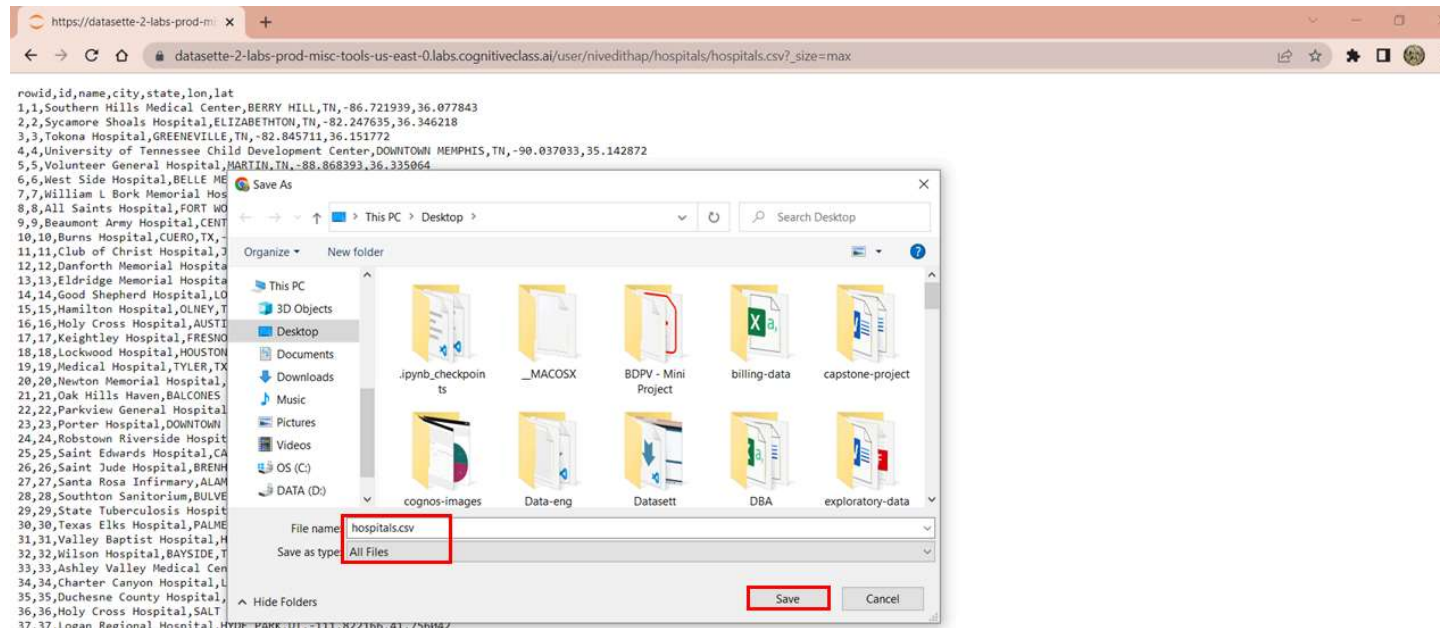 https://datasette-2-labs-prod-mi
datasette-2-labs-prod-misc-tools-us-east-0.labs.cognitiveclass.ai/user/nivedithap/hospitals/hospitals.csv?_size=max
rowid,id,name,city,state,lon,lat
1,1,Southern Hills Medical Center,BERRY HILL,TN,-86.721939,36.077843
2,2,Sycamore Shoals Hospital,ELIZABETHTON,TN,-82.247635,36.346218
3,3,Tokona Hospital,GREENEVILLE,TN,-82.845711,36.151772
4,4,University of Tennessee Child Development Center,DOWNTOWN MEMPHIS,TN,-90.037033,35.142872
5,5,Volunteer General Hospital,MARTIN,TN,-88.868393,36.335064
6,6,West Side Hospital,BELLE ME
7,7,William L Bork Memorial Hos
8,8,All Saints Hospital,FORT WO
9,9,Beaumont Army Hospital,CENT
10,10,Burns Hospital,CUERO,TX,-
11,11,Club of Christ Hospital,J
12,12,Danforth Memorial Hospita
13,13,Eldridge Memorial Hospita
14,14,Good Shepherd Hospital,LO
15,15,Hamilton Hospital,OLNEY,T
16,16,Holy Cross Hospital,AUSTI
17,17,Keightley Hospital,FRESNO
18,18,Lockwood Hospital,HOUSTON
19,19,Medical Hospital,TYLER,TX
20,20,Newton Memorial Hospital,
21,21,Oak Hills Haven,BALCONES
22,22,Parkview General Hospital
23,23,Porter Hospital,DOWNTOWN
24,24,Robstown Riverside Hospit
25,25,Saint Edwards Hospital,CA
26,26,Saint Jude Hospital,BRENH
27,27,Santa Rosa Infirmary,ALAM
28,28,Southton Sanitorium,BULVE
29,29,State Tuberculosis Hospit
30,30,Texas Elks Hospital,PALME
31,31,Valley Baptist Hospital,H
32,32,Wilson Hospital,BAYSIDE,T
33,33,Ashley Valley Medical Cen
34,34,Charter Canyon Hospital,L
35,35,Duchesne County Hospital,
36,36,Holy Cross Hospital,SALT
37,37,Logan Regional Hospital,HYDE PARK,UT,-111.822166,41.756042
Save As
This PC > Desktop >
Search Desktop
Organize
New folder
This PC
3D Objects
Desktop
Documents
Downloads
Music
Pictures
Videos
OS (C:)
DATA (D:)
.ipynb_checkpoin
ts
__MACOSX
BDPV - Mini
Project
billing-data
capstone-project
cognos-images
Data-eng
Datasett
DBA
exploratory-data
File name: hospitals.csv
Save as type: All Files
Hide Folders
Save
Cancel